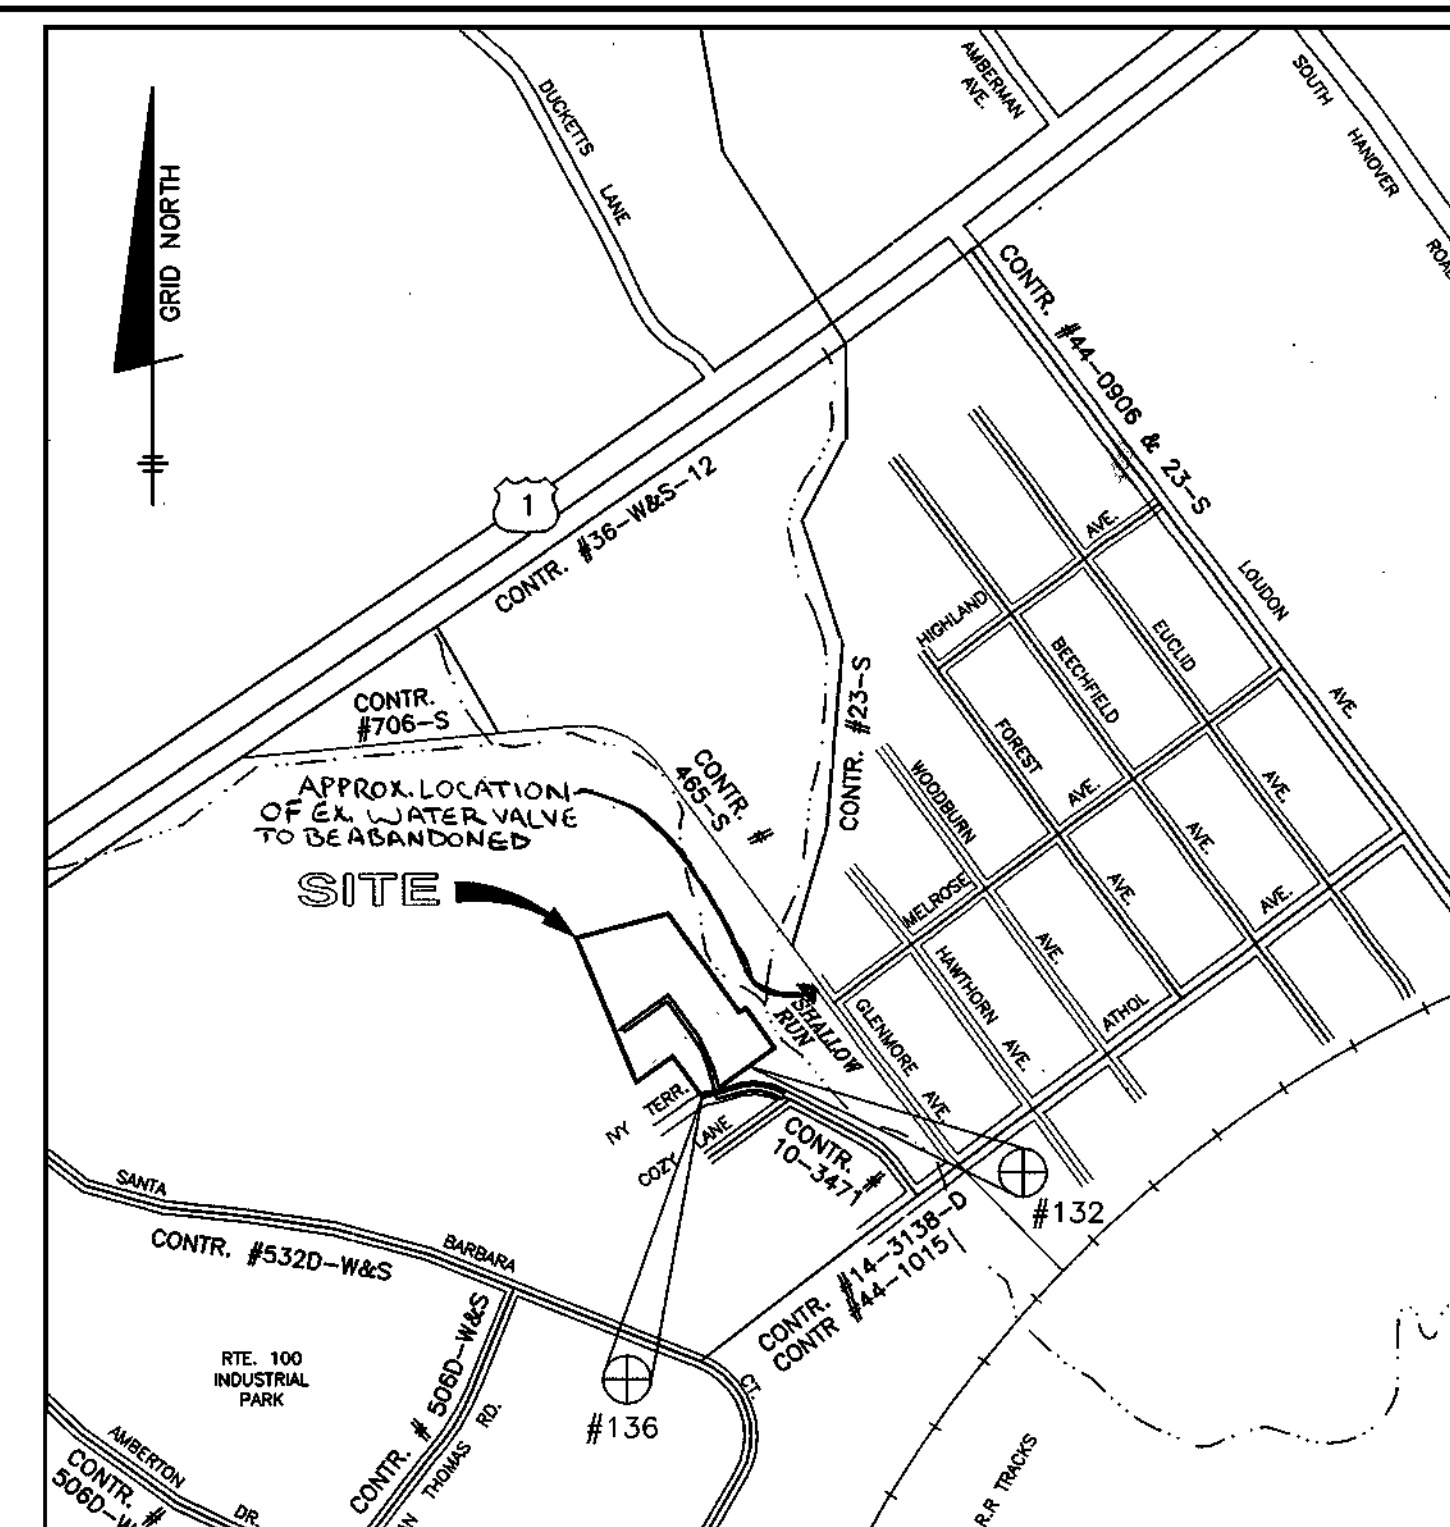 GRID NORTH
DUCKETTS LANE
AMBERMAN
AVE.
SOUTH HANOVER
CONTR. #44-0906 & 23-S
1
CONTR. #36-W&S-12
HIGHLAND AVE.
LOUDON AVE.
EUCLID AVE.
BEECHFIELD AVE.
FOREST AVE.
WOODBURN AVE.
MELROSE AVE.
HAWTHORN AVE.
ATHOL AVE.
GLENMORE AVE.
CONTR.
#706-S
CONTR. #
465-S
CONTR. #23-S
APPROX. LOCATION
OF EX. WATER VALVE
TO BE ABANDONED
SITE
SHALLOW
RUN
IVY TERR.
COZY LANE
CONTR. #
10-3471
#132
CONTR. #14-3138-D
CONTR #44-1015
SANTA BARBARA CT.
CONTR. #532D-W&S
CONTR. # 506D-W&S
THOMAS RD.
RTE. 100
INDUSTRIAL
PARK
#136
AMBERTON DR.
CONTR. #
R.R TRACKS